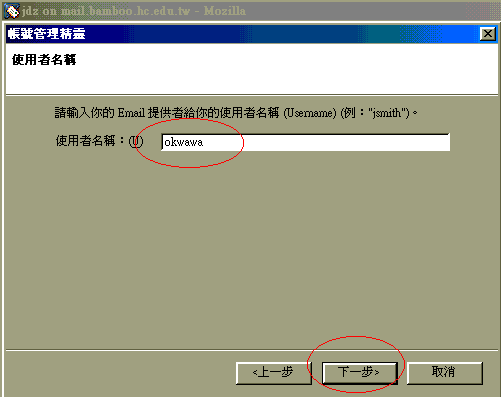 jdz on mail.bamboo.hc.edu.tw - Mozilla
帳號管理精靈
使用者名稱
請輸入你的 Email 提供者給你的使用者名稱 (Username) (例："jsmith")。
使用者名稱：(U) okwawa
<上一步 下一步> 取消